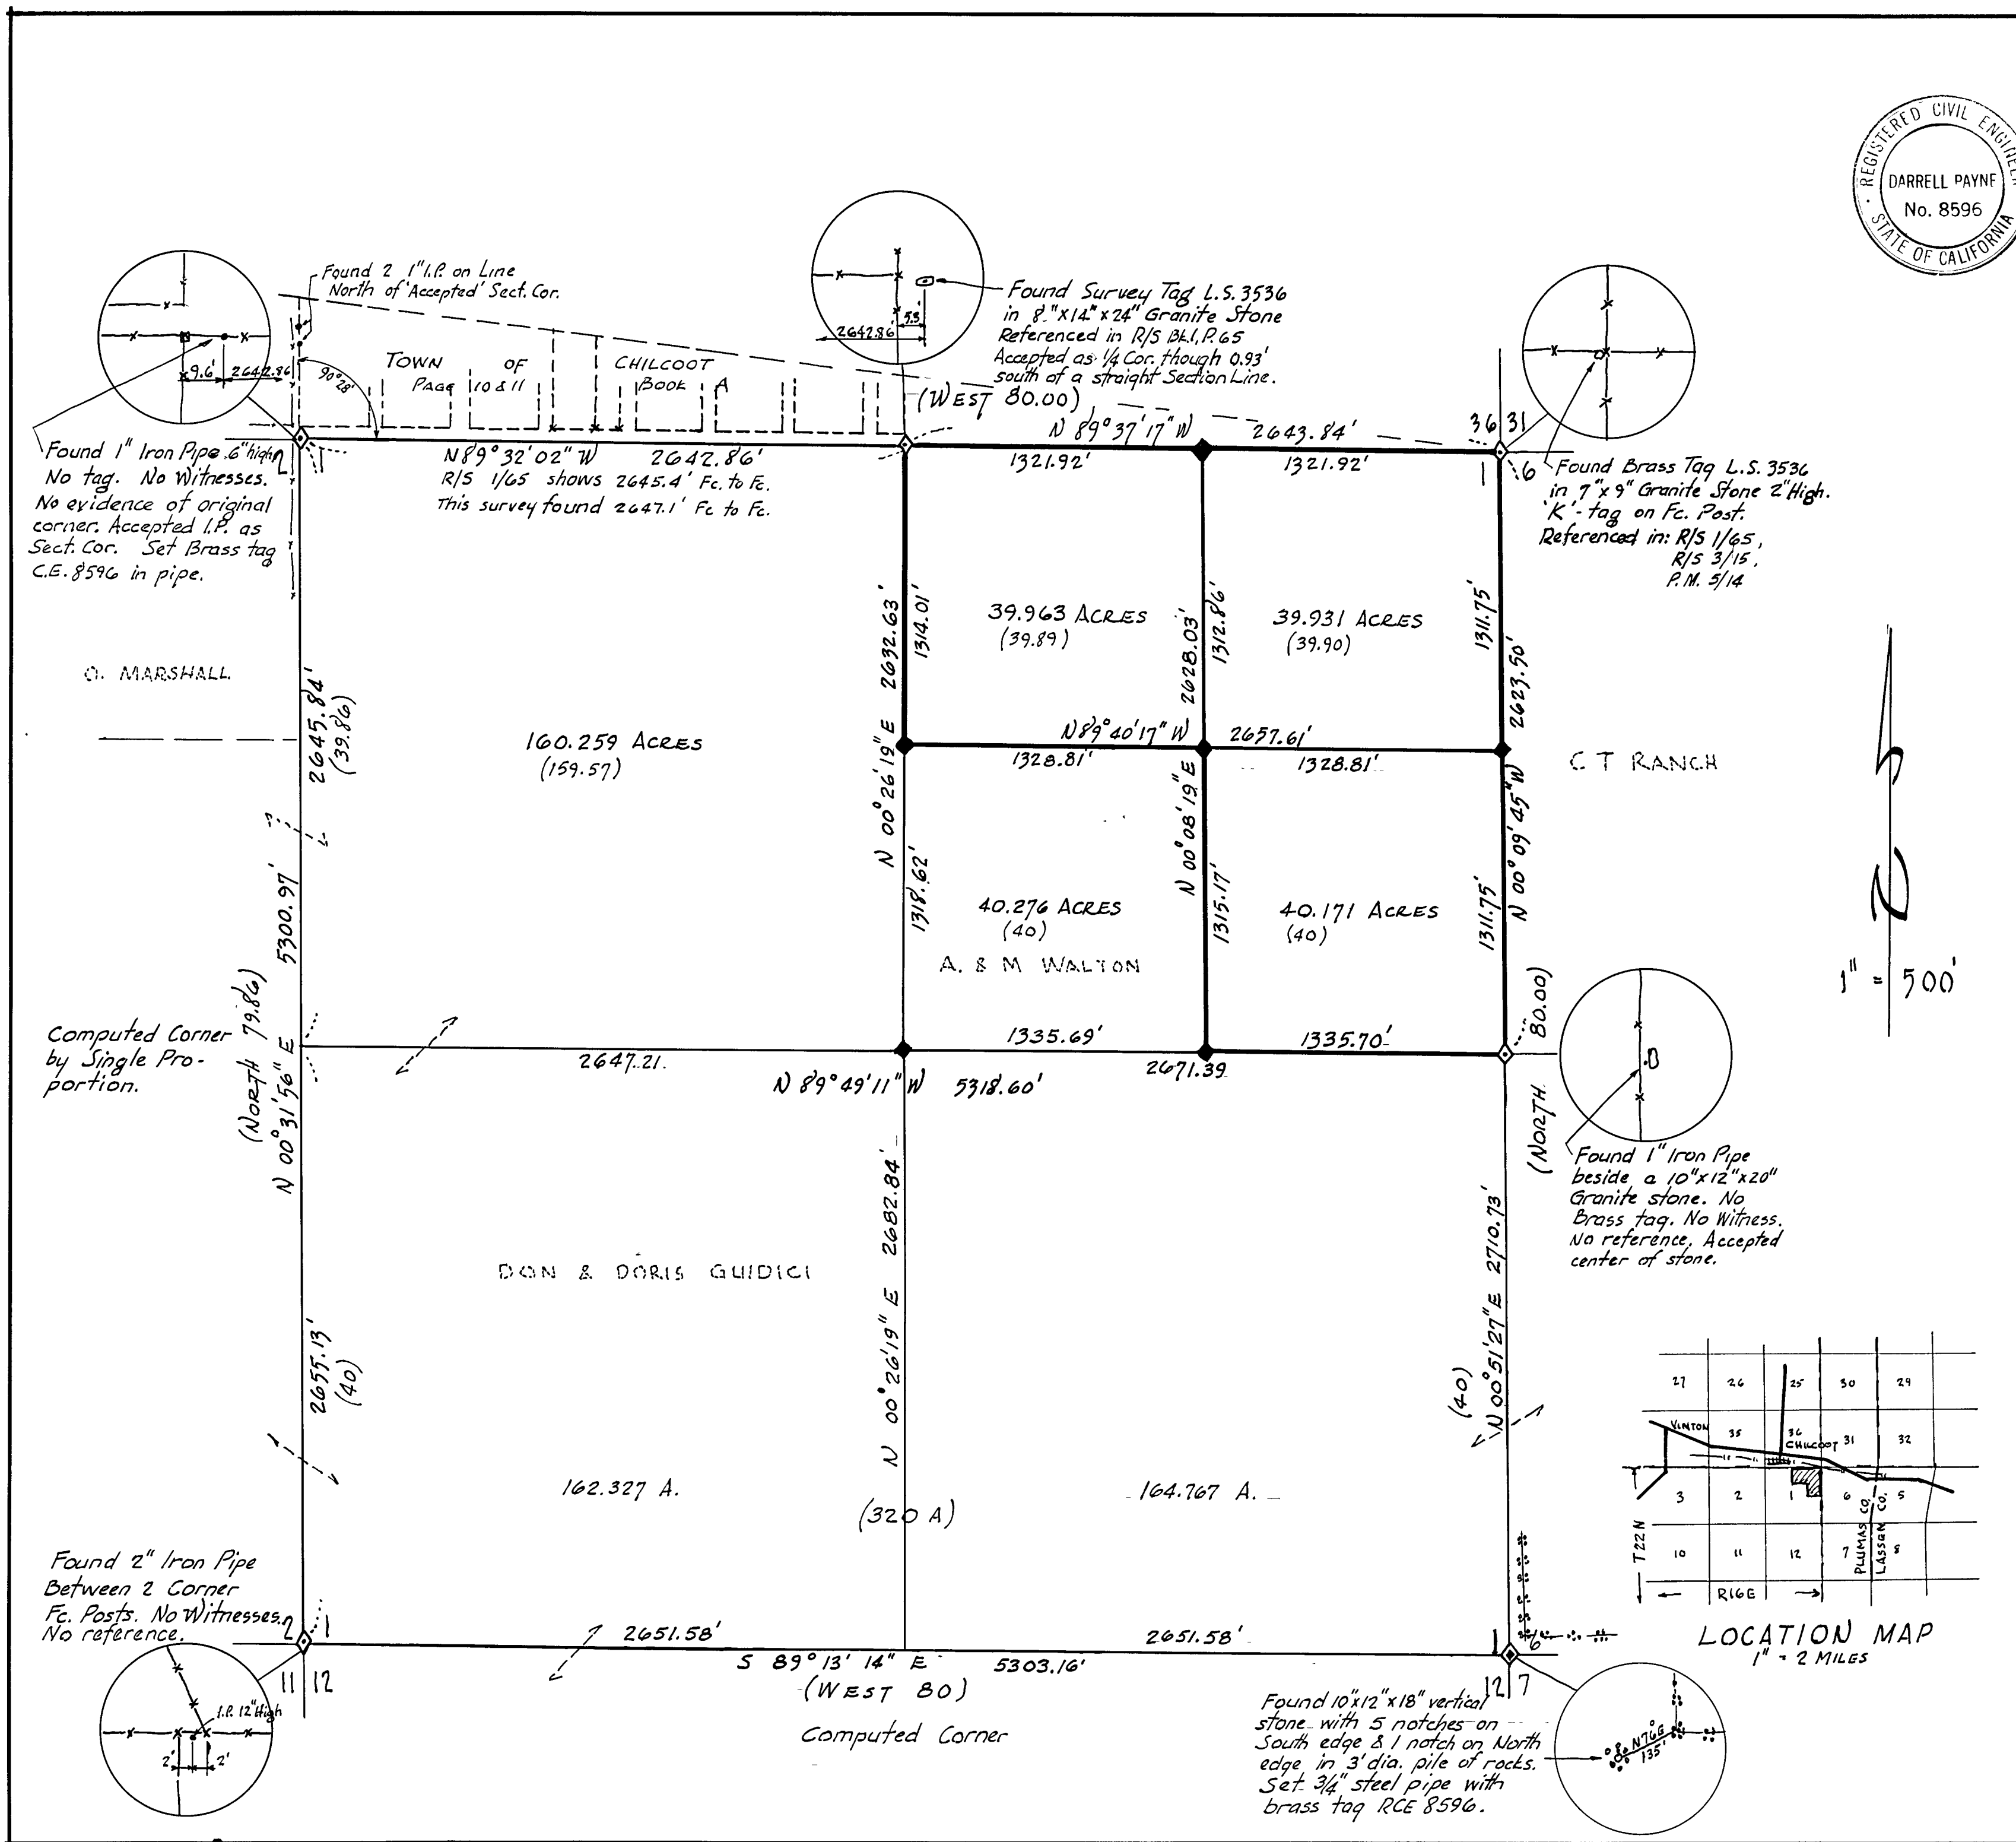 REGISTERED CIVIL ENGINEER
DARRELL PAYNE
No. 8596
STATE OF CALIFORNIA
Found 2 1" I.P. on Line
North of 'Accepted' Sect. Cor.
9.6'
2642.86
90°28'
TOWN OF CHILCOOT
PAGE 10 & 11 BOOK A
2642.86'
5.3'
Found Survey Tag L.S. 3536
in 8"x14"x24" Granite Stone
Referenced in R/S Bk.1, P. 65
Accepted as 1/4 Cor. though 0.93'
south of a straight Section Line.
(WEST 80.00)
36 31
1 6
N 89°37'17" W 2643.84'
1321.92'
1321.92'
Found 1" Iron Pipe .6" high
No tag. No Witnesses.
No evidence of original
corner. Accepted I.P. as
Sect. Cor. Set Brass tag
C.E. 8596 in pipe.
2 1
N89°32'02" W 2642.86'
R/S 1/65 shows 2645.4' Fc. to Fc.
This survey found 2647.1' Fc to Fc.
Found Brass Tag L.S. 3536
in 7"x 9" Granite Stone 2" High.
'K'-tag on Fc. Post.
Referenced in: R/S 1/65,
R/S 3/15,
P.M. 5/14
O. MARSHALL
2645.84'
(39.86)
160.259 ACRES
(159.57)
N 00°26'19" E 2632.63'
1314.01'
39.963 ACRES
(39.89)
N 00°08'19" E 2628.03'
1312.86'
39.931 ACRES
(39.90)
1311.75'
2623.50'
N89°40'17" W 2657.61'
1328.81'
1328.81'
C T RANCH
1318.62'
40.276 ACRES
(40)
A. & M WALTON
1315.17'
40.171 ACRES
(40)
1311.75'
N 00°09'45" W
N
1" = 500'
(NORTH 79.86)
N 00°31'56" E 5300.97'
Computed Corner
by Single Pro-
portion.
2647.21
1335.69'
1335.70'
N 89°49'11" W 5318.60'
2671.39
(NORTH 80.00)
Found 1" Iron Pipe
beside a 10"x12"x20"
Granite stone. No
Brass tag. No Witness.
No reference. Accepted
center of stone.
DON & DORIS GUIDICI
2655.13'
(40)
N 00°26'19" E 2682.84'
(40)
N 00°51'27" E 2710.73'
162.327 A.
(320 A)
164.767 A.
Found 2" Iron Pipe
Between 2 Corner
Fc. Posts. No Witnesses.
No reference.
2 1
11 12
I.P. 12" High
2' 2'
2651.58'
2651.58'
S 89°13'14" E 5303.16'
(WEST 80)
Computed Corner
1 6
12 7
Found 10"x12"x18" vertical
stone with 5 notches on
South edge & 1 notch on North
edge in 3' dia. pile of rocks.
Set 3/4" steel pipe with
brass tag RCE 8596.
N76E
135'
27 26 25 30 29
VINTON 35 36 CHILCOOT 31 32
3 2 1 6 5
10 11 12 7 8
PLUMAS CO.
LASSEN CO.
T22N
R16E
LOCATION MAP
1" = 2 MILES